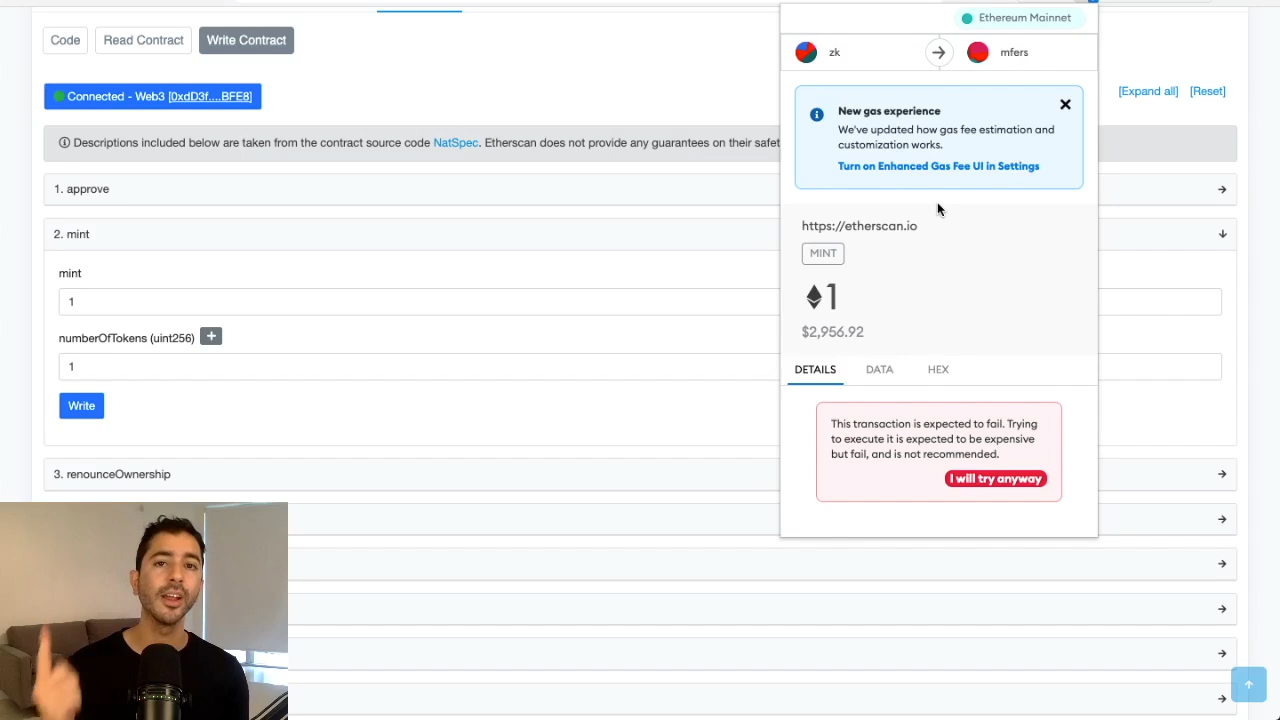 Code
Read Contract
Write Contract
Connected - Web3 [0xdD3f....BFE8]
[Expand all]
[Reset]
Descriptions included below are taken from the contract source code NatSpec. Etherscan does not provide any guarantees on their safet
1. approve
2. mint
mint
1
numberOfTokens (uint256)
1
Write
3. renounceOwnership
Ethereum Mainnet
zk
mfers
New gas experience
We've updated how gas fee estimation and
customization works.
Turn on Enhanced Gas Fee UI in Settings
https://etherscan.io
MINT
1
$2,956.92
DETAILS
DATA
HEX
This transaction is expected to fail. Trying
to execute it is expected to be expensive
but fail, and is not recommended.
I will try anyway